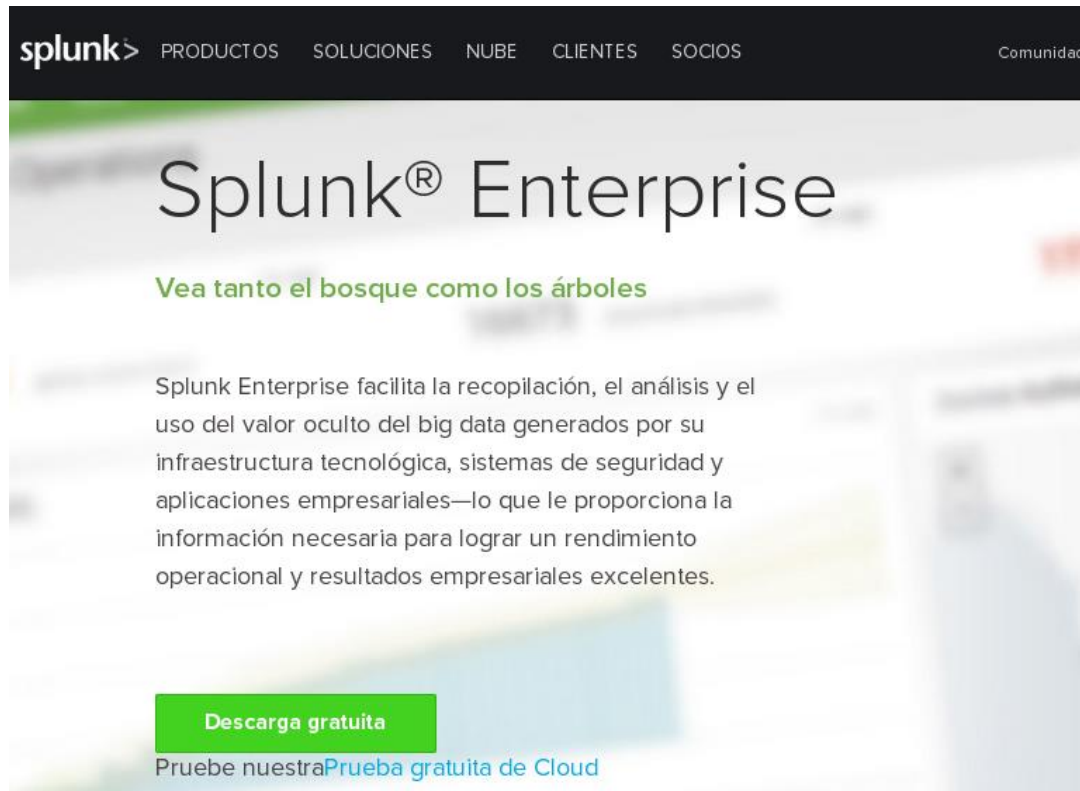 splunk> PRODUCTOS SOLUCIONES NUBE CLIENTES SOCIOS Comunidad
Splunk® Enterprise
Vea tanto el bosque como los árboles
Splunk Enterprise facilita la recopilación, el análisis y el
uso del valor oculto del big data generados por su
infraestructura tecnológica, sistemas de seguridad y
aplicaciones empresariales—lo que le proporciona la
información necesaria para lograr un rendimiento
operacional y resultados empresariales excelentes.
Descarga gratuita
Pruebe nuestraPrueba gratuita de Cloud